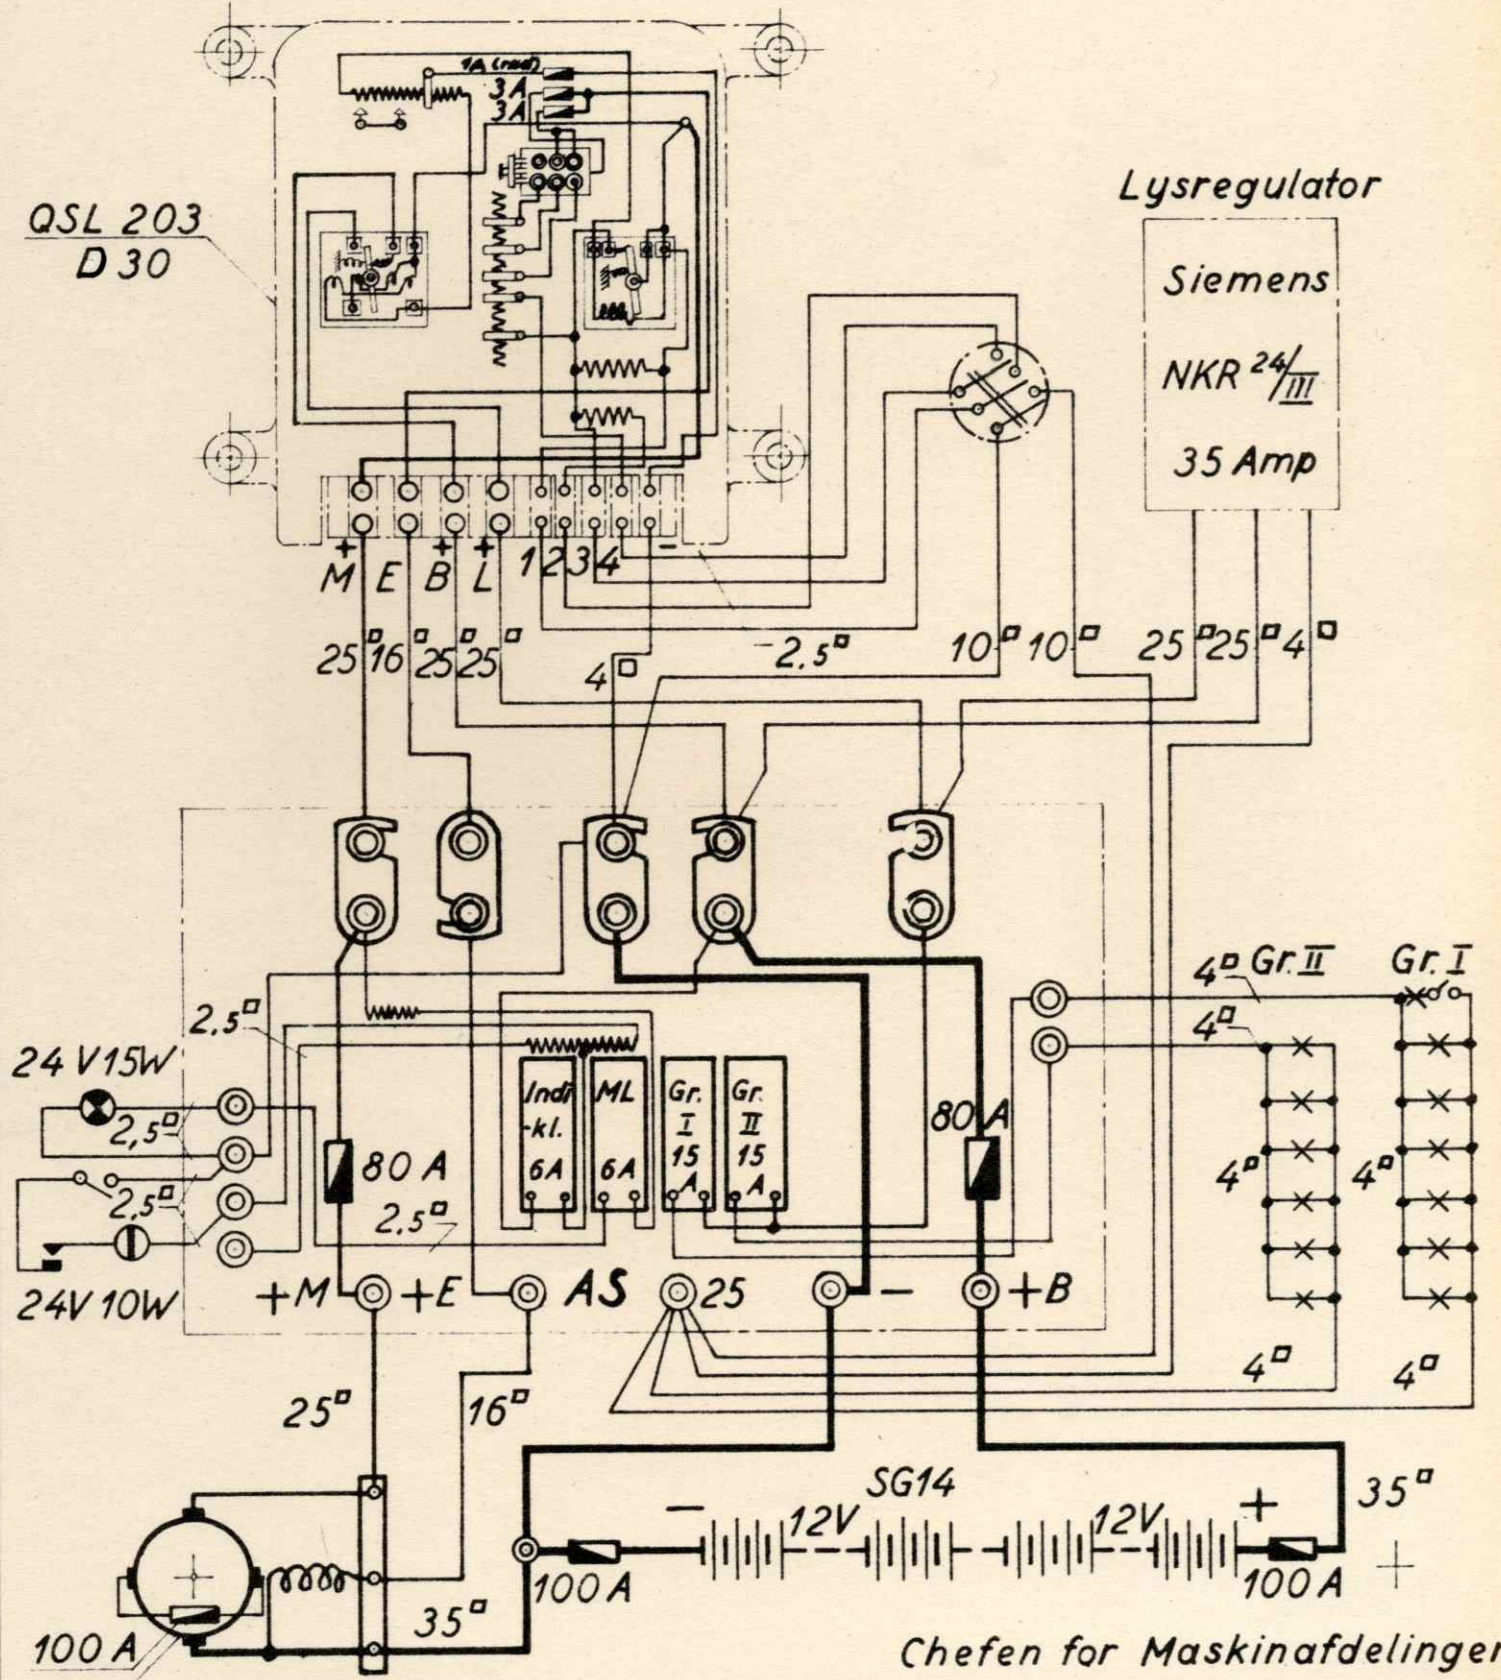 1A (rød)
3A
3A
QSL 203
D 30
Lysregulator
Siemens
NKR 24/III
35 Amp
+ + + -
M E B L 1 2 3 4
25□ 16□ 25□ 25□
4□
2,5□
10□ 10□
25□ 25□ 4□
4□ Gr. II Gr. I
4□
2,5□
24 V 15W
2,5□
2,5□
24V 10W
80 A
2,5□
Indi
-kl.
6A
ML
6A
Gr.
I
15
A
Gr.
II
15
A
80 A
4□ 4□
+M +E AS 25 - +B
4□ 4□
25□ 16□
SG14
- 12V 12V +
35□
100 A 100 A
35□
100 A
Chefen for Maskinafdelingen